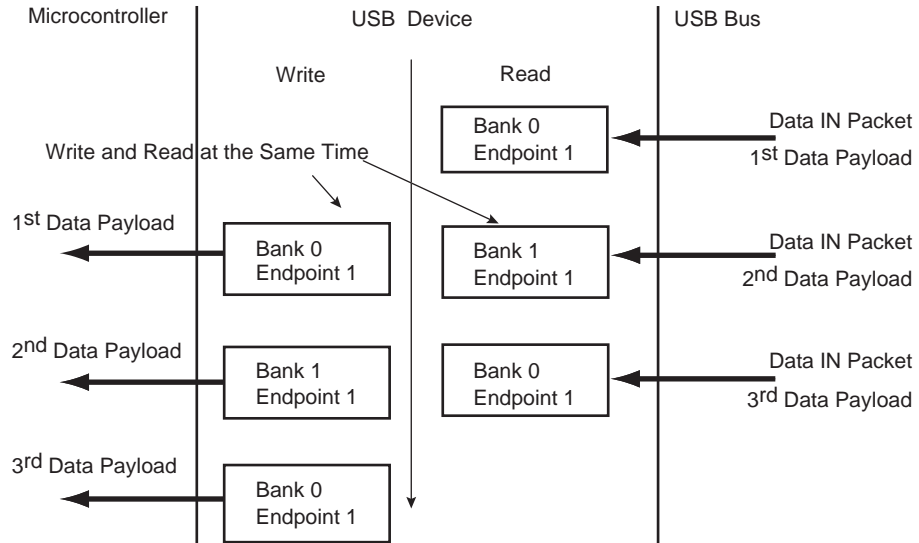 Microcontroller USB Device USB Bus
Write Read
Bank 0
Endpoint 1
Data IN Packet
1st Data Payload
Write and Read at the Same Time
1st Data Payload
Bank 0
Endpoint 1
Bank 1
Endpoint 1
Data IN Packet
2nd Data Payload
2nd Data Payload
Bank 1
Endpoint 1
Bank 0
Endpoint 1
Data IN Packet
3rd Data Payload
3rd Data Payload
Bank 0
Endpoint 1